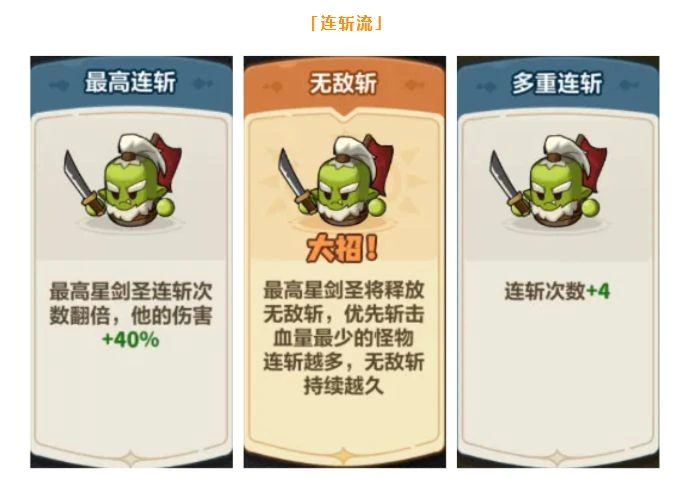 「连斩流」
最高连斩
最高星剑圣连斩次
数翻倍，他的伤害
+40%
无敌斩
大招！
最高星剑圣将释放
无敌斩，优先斩击
血量最少的怪物
连斩越多，无敌斩
持续越久
多重连斩
连斩次数+4